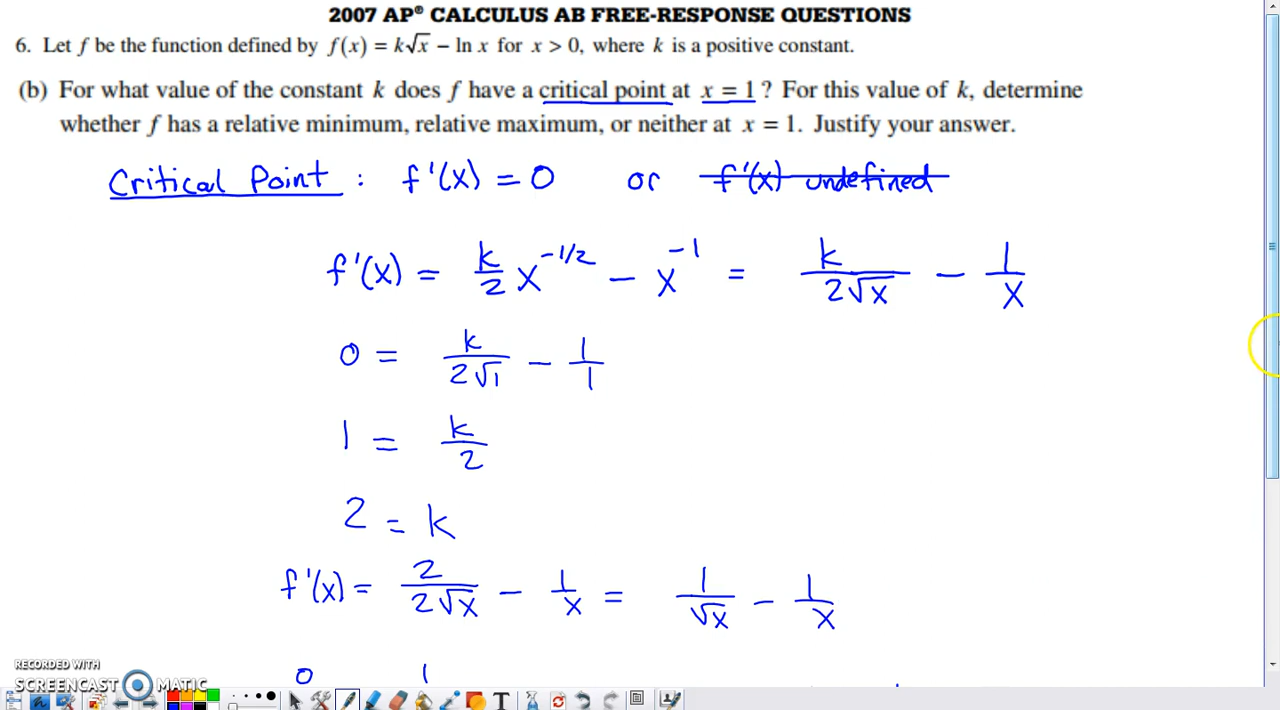 2007 AP® CALCULUS AB FREE-RESPONSE QUESTIONS
6. Let f be the function defined by f(x) = k√x − ln x for x > 0, where k is a positive constant.
(b) For what value of the constant k does f have a critical point at x = 1? For this value of k, determine
whether f has a relative minimum, relative maximum, or neither at x = 1. Justify your answer.
Critical Point : f'(x) = 0 or f'(x) undefined
f'(x) = k/2 x^(-1/2) − x^(-1) = k/(2√x) − 1/x
0 = k/(2√1) − 1/1
1 = k/2
2 = k
f'(x) = 2/(2√x) − 1/x = 1/√x − 1/x
0 1
RECORDED WITH
SCREENCAST MATIC
T